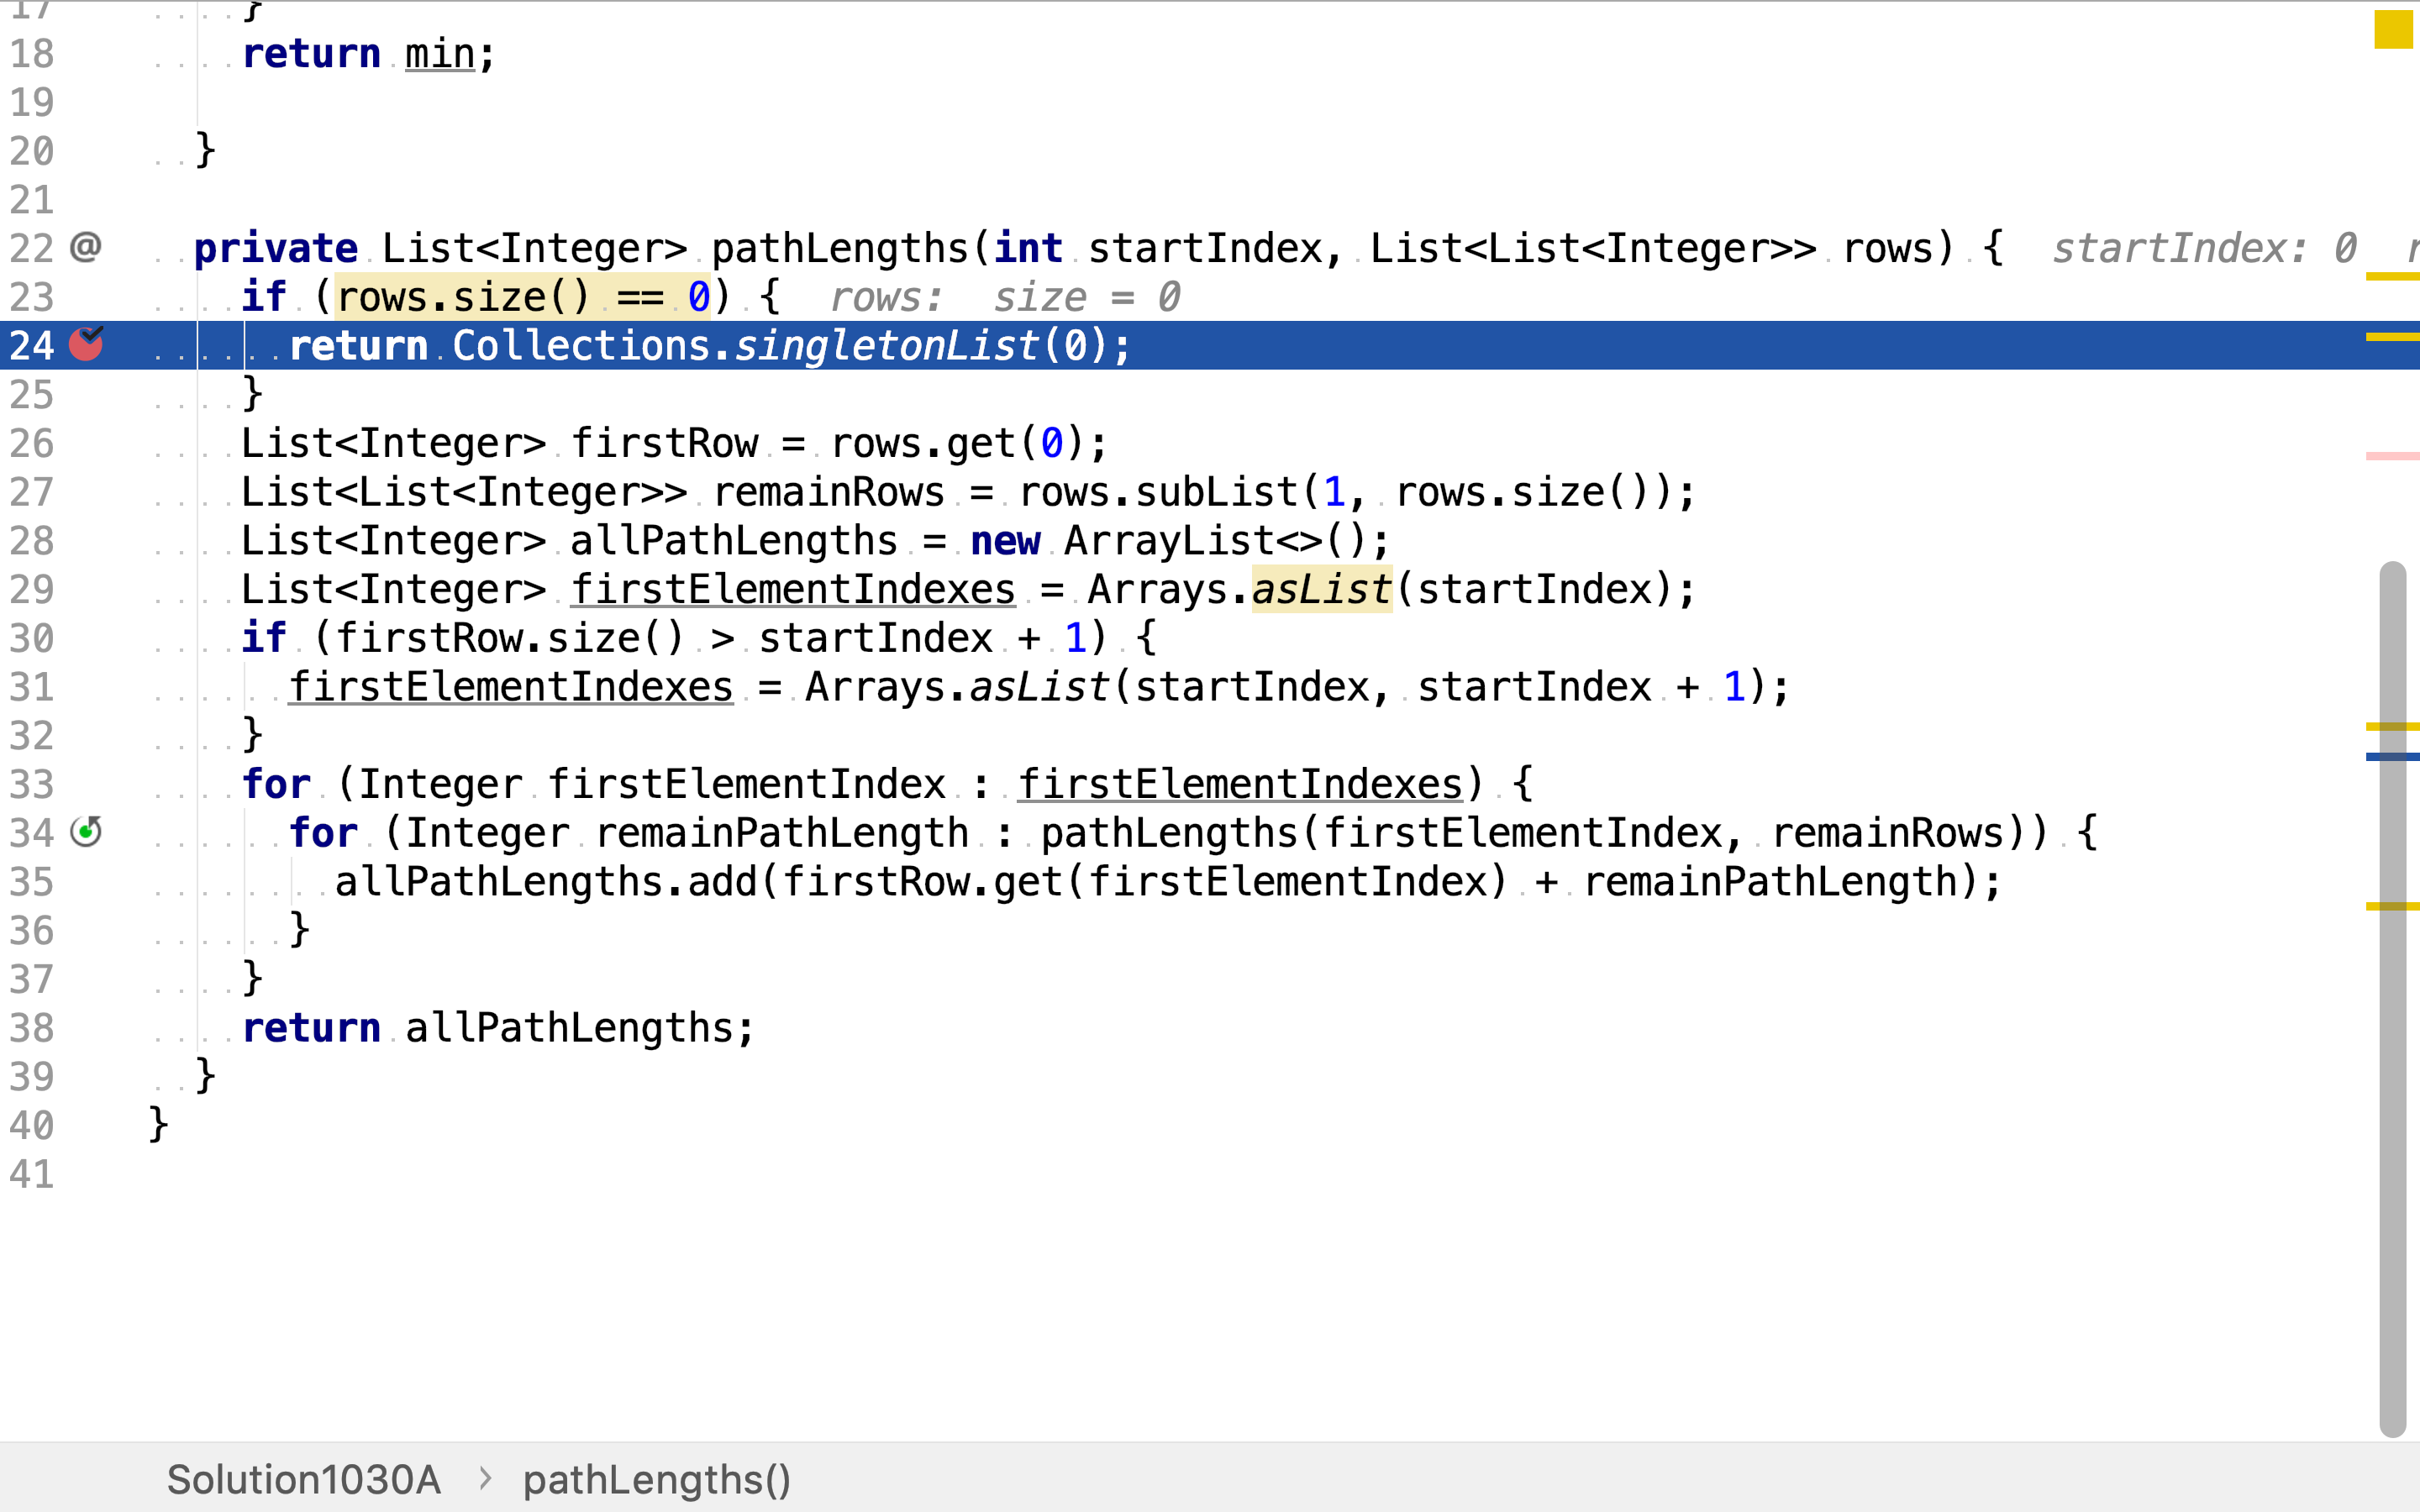 17 }
18 return min;
19
20 }
21
22 @ private List<Integer> pathLengths(int startIndex, List<List<Integer>> rows) { startIndex: 0
23 if (rows.size() == 0) { rows: size = 0
24 return Collections.singletonList(0);
25 }
26 List<Integer> firstRow = rows.get(0);
27 List<List<Integer>> remainRows = rows.subList(1, rows.size());
28 List<Integer> allPathLengths = new ArrayList<>();
29 List<Integer> firstElementIndexes = Arrays.asList(startIndex);
30 if (firstRow.size() > startIndex + 1) {
31 firstElementIndexes = Arrays.asList(startIndex, startIndex + 1);
32 }
33 for (Integer firstElementIndex : firstElementIndexes) {
34 for (Integer remainPathLength : pathLengths(firstElementIndex, remainRows)) {
35 allPathLengths.add(firstRow.get(firstElementIndex) + remainPathLength);
36 }
37 }
38 return allPathLengths;
39 }
40 }
41
Solution1030A > pathLengths()